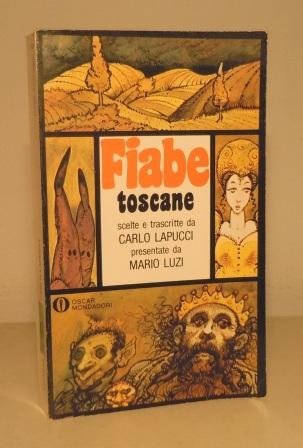 Fiabe
toscane
scelte e trascritte da
CARLO LAPUCCI
presentate da
MARIO LUZI
OSCAR
MONDADORI